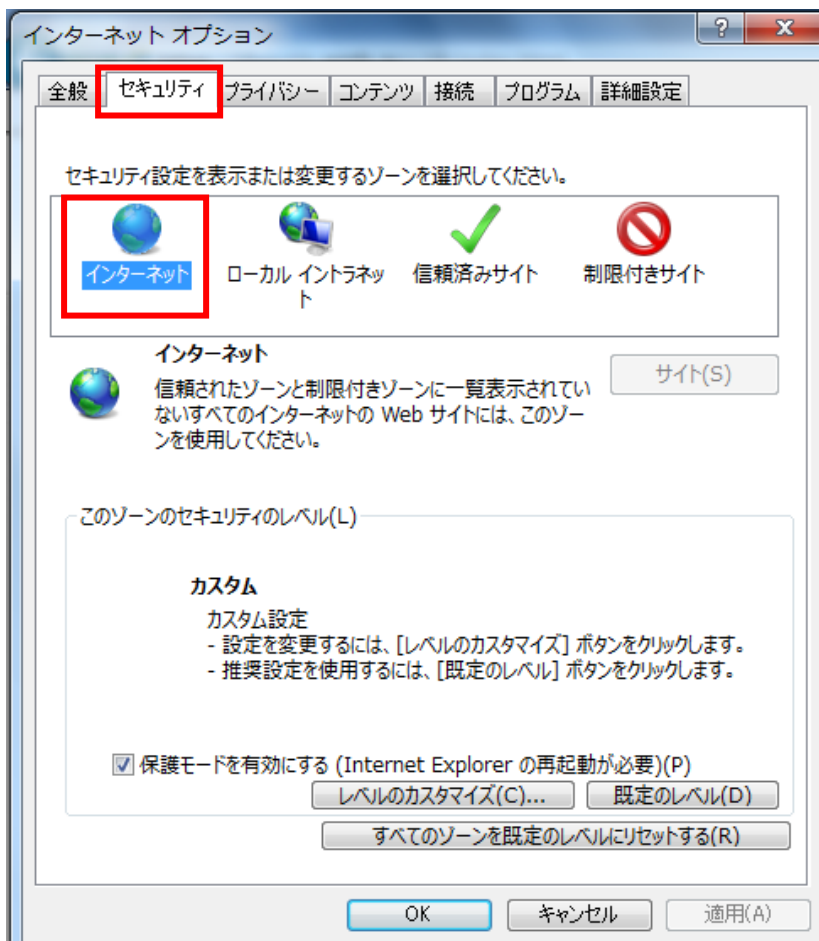 インターネット オプション
全般 セキュリティ プライバシー コンテンツ 接続 プログラム 詳細設定
セキュリティ設定を表示または変更するゾーンを選択してください。
インターネット ローカル イントラネッ
ト 信頼済みサイト 制限付きサイト
インターネット
サイト(S)
信頼されたゾーンと制限付きゾーンに一覧表示されてい
ないすべてのインターネットの Web サイトには、このゾー
ンを使用してください。
このゾーンのセキュリティのレベル(L)
カスタム
カスタム設定
- 設定を変更するには、[レベルのカスタマイズ] ボタンをクリックします。
- 推奨設定を使用するには、[既定のレベル] ボタンをクリックします。
保護モードを有効にする (Internet Explorer の再起動が必要)(P)
レベルのカスタマイズ(C)... 既定のレベル(D)
すべてのゾーンを既定のレベルにリセットする(R)
OK キャンセル 適用(A)